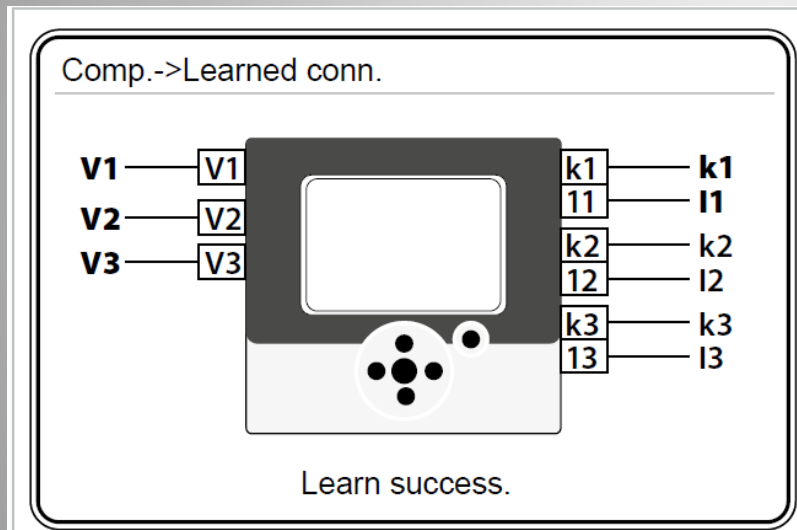 Comp.->Learned conn.
V1 V1 k1 k1
11 l1
V2 V2 k2 k2
V3 V3 12 l2
k3 k3
13 l3
Learn success.